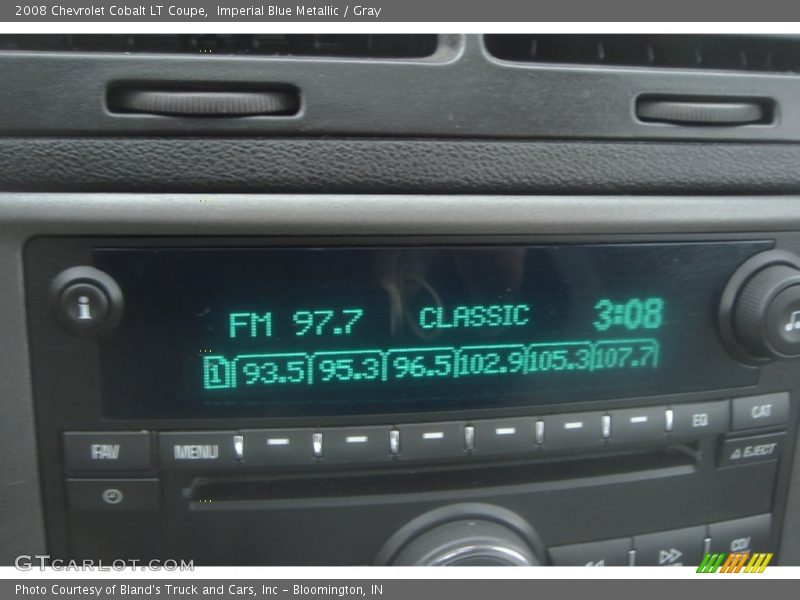 2008 Chevrolet Cobalt LT Coupe, Imperial Blue Metallic / Gray
i
FM 97.7 CLASSIC 3:08
1 93.5 95.3 96.5 102.9 105.3 107.7
FAV MENU EQ CAT
EJECT
GTCARLOT.COM
Photo Courtesy of Bland's Truck and Cars, Inc - Bloomington, IN